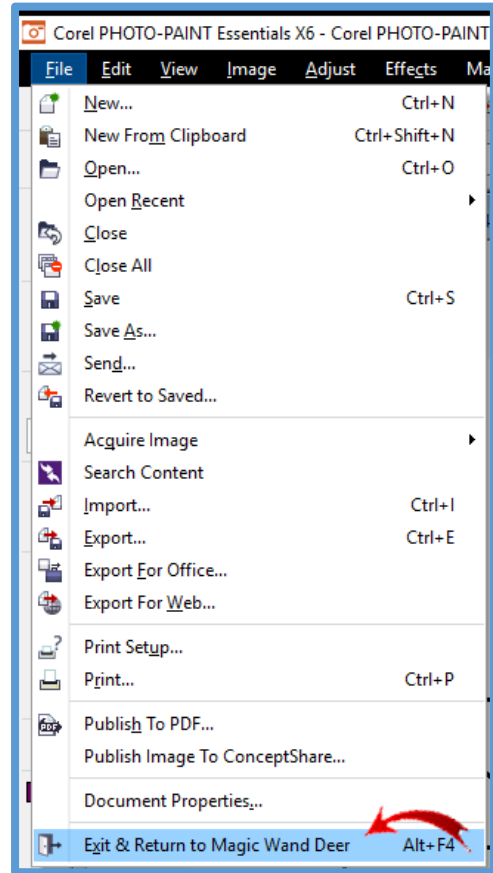 Corel PHOTO-PAINT Essentials X6 - Corel PHOTO-PAINT
File Edit View Image Adjust Effects Ma
New... Ctrl+N
New From Clipboard Ctrl+Shift+N
Open... Ctrl+O
Open Recent
Close
Close All
Save Ctrl+S
Save As...
Send...
Revert to Saved...
Acquire Image
Search Content
Import... Ctrl+I
Export... Ctrl+E
Export For Office...
Export For Web...
Print Setup...
Print... Ctrl+P
PDF Publish To PDF...
Publish Image To ConceptShare...
Document Properties...
Exit & Return to Magic Wand Deer Alt+F4